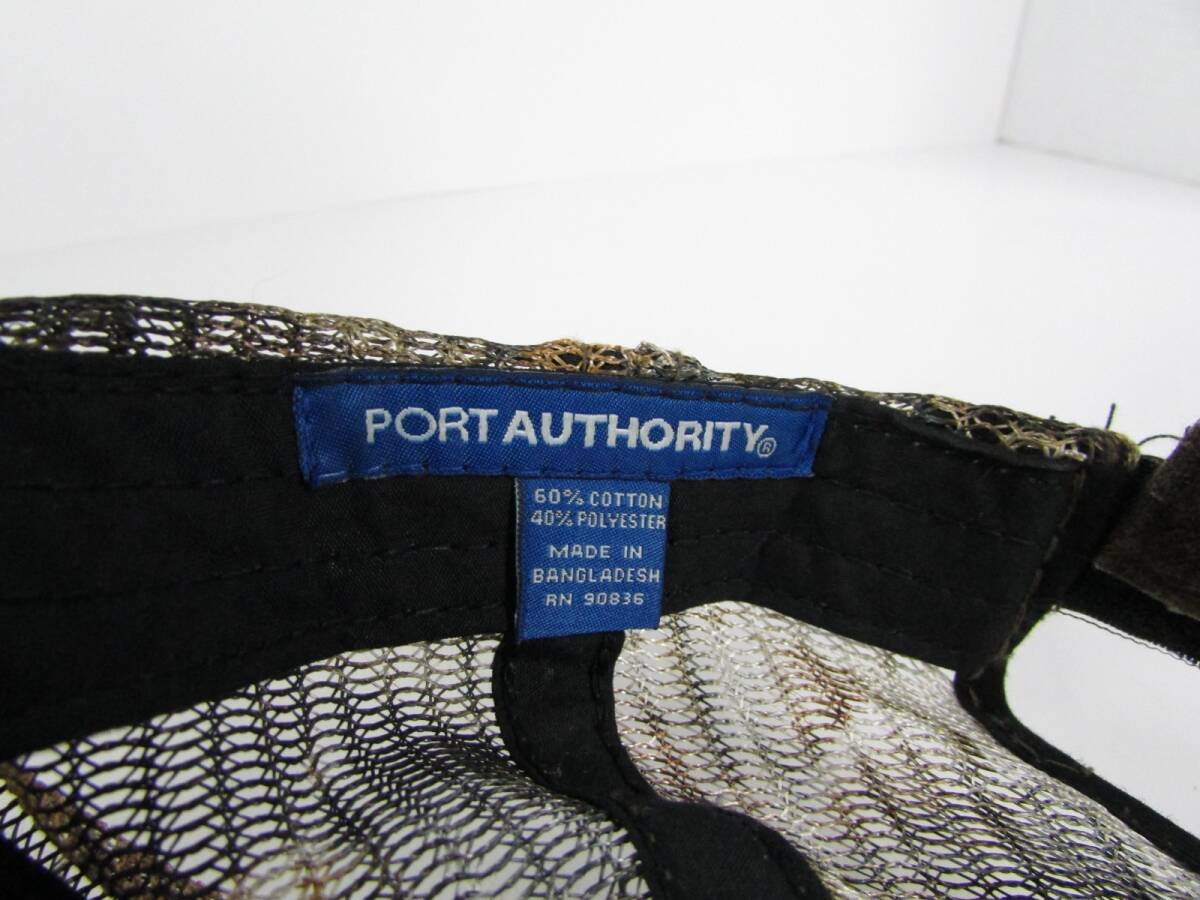 PORT AUTHORITY®
60% COTTON
40% POLYESTER
MADE IN
BANGLADESH
RN 90836